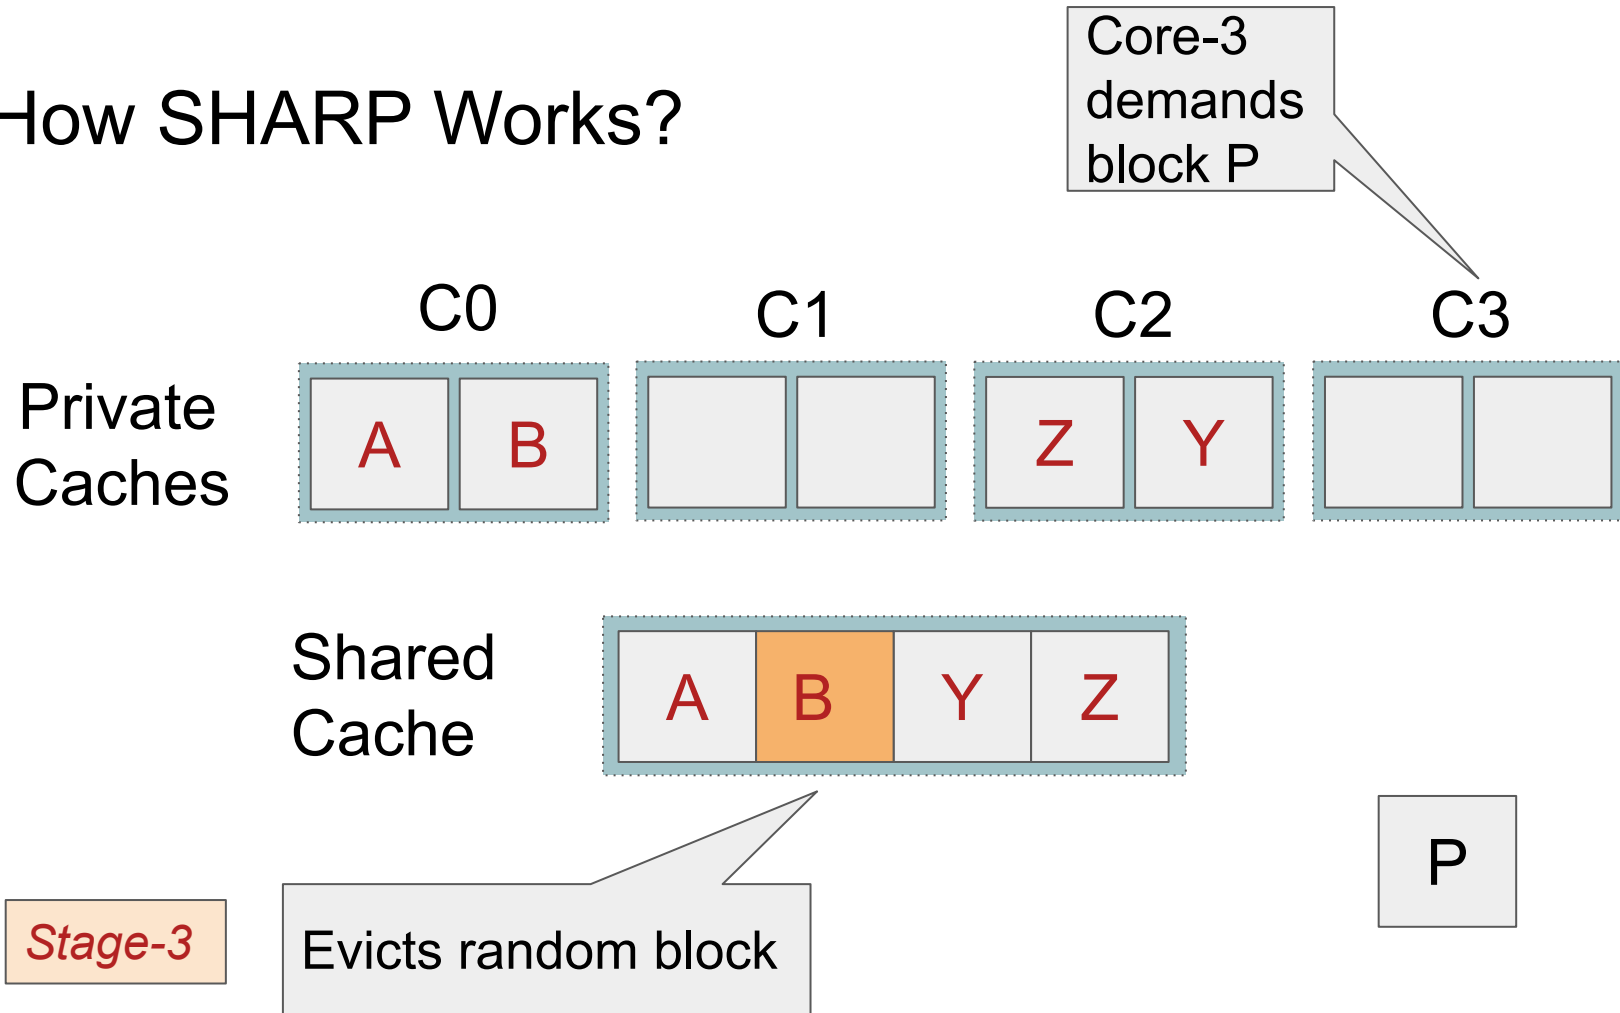 How SHARP Works?
Core-3
demands
block P
C0 C1 C2 C3
Private
Caches
A B Z Y
Shared
Cache
A B Y Z
P
Stage-3
Evicts random block